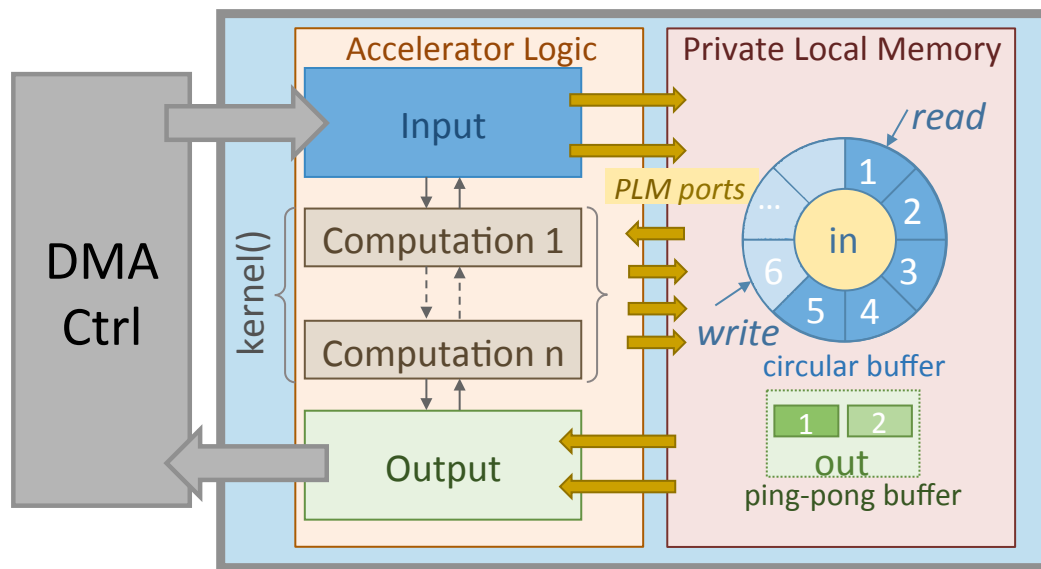 Accelerator Logic
Private Local Memory
DMA
Ctrl
Input
PLM ports
kernel()
Computation 1
Computation n
Output
read
1
2
3
4
5
6
...
in
write
circular buffer
1
2
out
ping-pong buffer